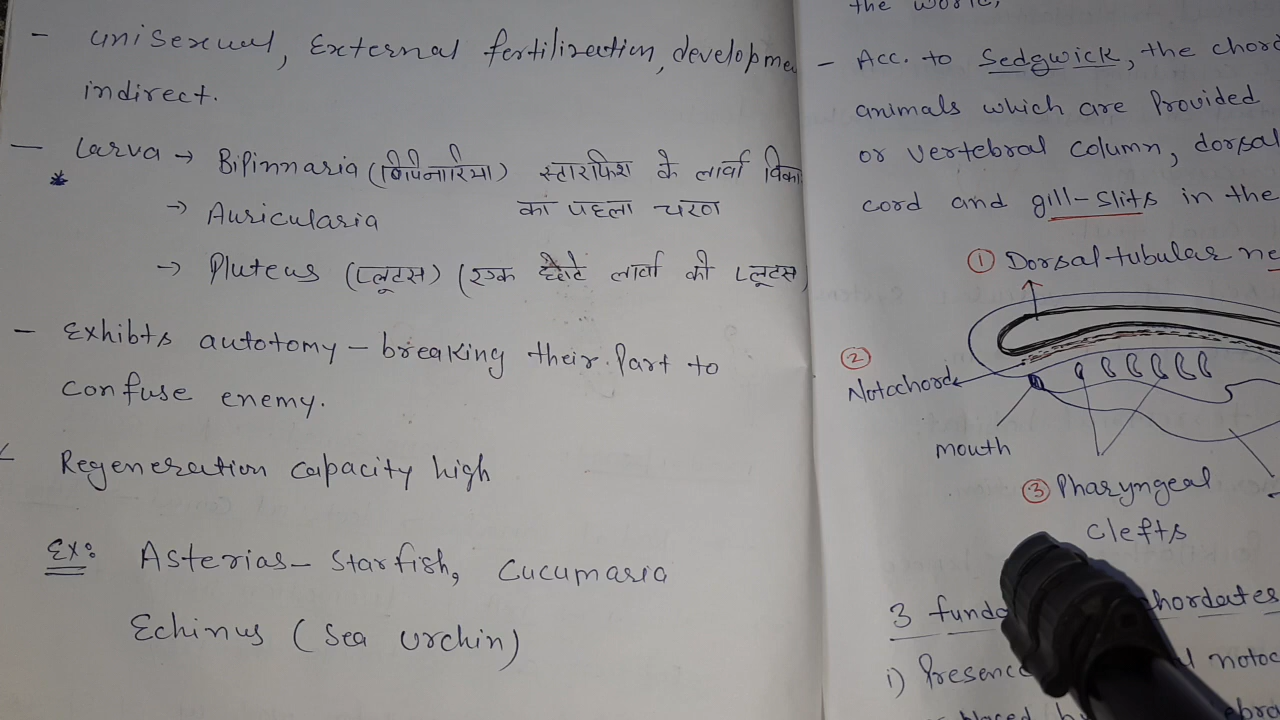 - unisexual, External fertilization, developme
indirect.
- Larva → Bipinnaria (बिपिनारिया) स्टारफिश के लार्वा विका
* → Auricularia का पहला चरण
→ Pluteus (प्लूटस) (एक छोटे लार्वा को प्लूटस
- Exhibts autotomy - breaking their part to
confuse enemy.
Regeneration capacity high
Ex: Asterias - Starfish, Cucumaria
Echinus (Sea Urchin)
the world,
- Acc. to Sedgwick, the chord
animals which are Provided
or vertebral column, dorsal
cord and gill-slits in the
① Dorsal tubular ne
②
Notochord
mouth
③ Pharyngeal
clefts
3 funda chordates
i) Presenc notoc